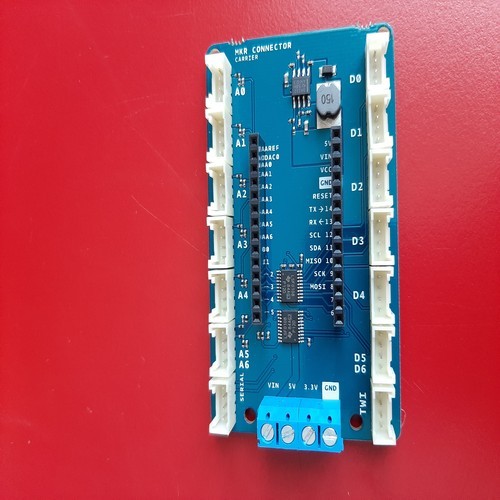 MKR CONNECTOR
CARRIER
A0
A1
A2
A3
A4
A5
A6
SERIAL
AREF
DAC0
A0
A1
A2
A3
A4
A5
A6
D0
1
2
3
4
5
150
5V
VIN
VCC
GND
RESET
TX→14
RX←13
SCL 12
SDA 11
MISO 10
SCK 9
MOSI 8
7
6
D0
D1
D2
D3
D4
D5
D6
TWI
VIN 5V 3.3V GND